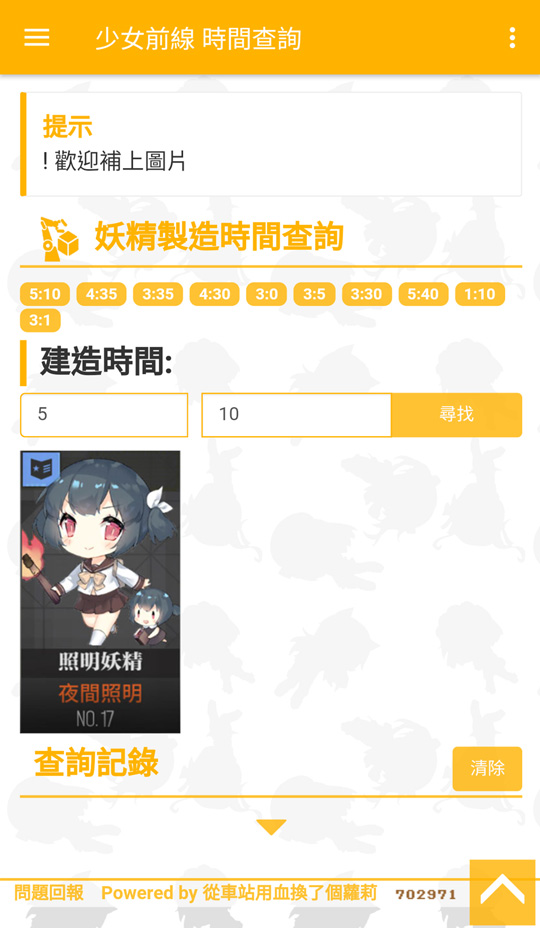 少女前線 時間查詢
提示
! 歡迎補上圖片
妖精製造時間查詢
5:10 4:35 3:35 4:30 3:0 3:5 3:30 5:40 1:10
3:1
建造時間:
5 10 尋找
照明妖精
夜間照明
NO.17
查詢記錄 清除
問題回報 Powered by 從車站用血換了個蘿莉 702971